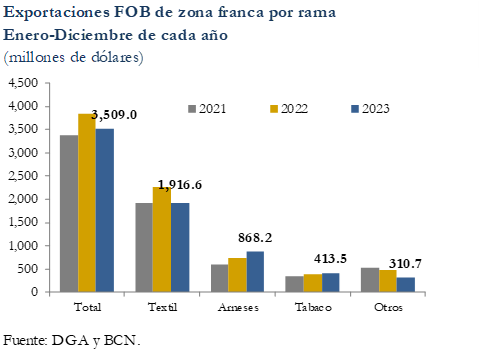 Exportaciones FOB de zona franca por rama
Enero-Diciembre de cada año
(millones de dólares)
4,500
4,000
3,500
3,000
2,500
2,000
1,500
1,000
500
0
2021 2022 2023
3,509.0
1,916.6
868.2
413.5
310.7
Total Textil Arneses Tabaco Otros
Fuente: DGA y BCN.